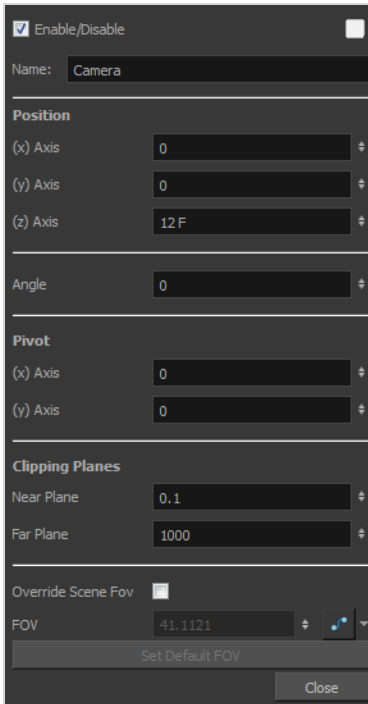 Enable/Disable
Name: Camera
Position
(x) Axis 0
(y) Axis 0
(z) Axis 12 F
Angle 0
Pivot
(x) Axis 0
(y) Axis 0
Clipping Planes
Near Plane 0.1
Far Plane 1000
Override Scene Fov
FOV 41.1121
Set Default FOV
Close